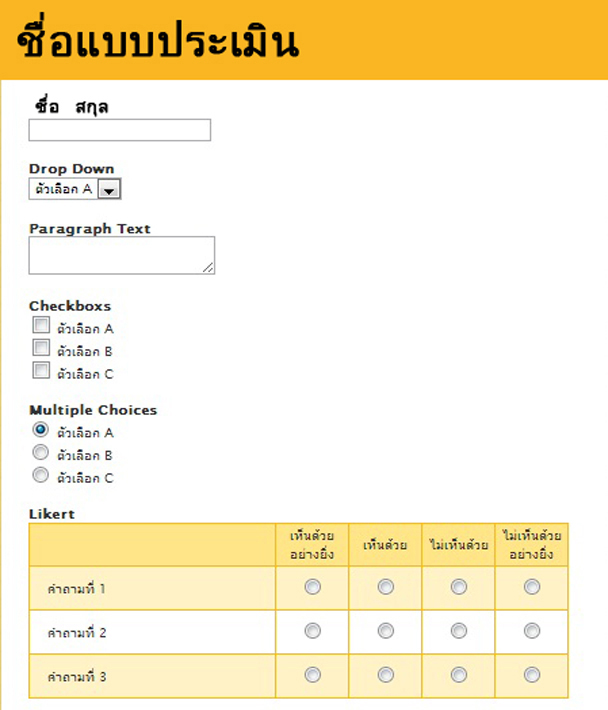 ชื่อแบบประเมิน
ชื่อ สกุล
Drop Down
ตัวเลือก A
Paragraph Text
Checkboxs
ตัวเลือก A
ตัวเลือก B
ตัวเลือก C
Multiple Choices
ตัวเลือก A
ตัวเลือก B
ตัวเลือก C
Likert
เห็นด้วยอย่างยิ่ง เห็นด้วย ไม่เห็นด้วย ไม่เห็นด้วยอย่างยิ่ง
คำถามที่ 1
คำถามที่ 2
คำถามที่ 3